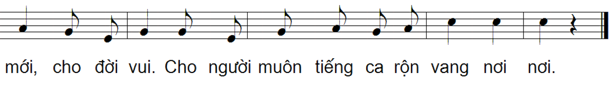 mới, cho đời vui. Cho người muôn tiếng ca rộn vang nơi nơi.